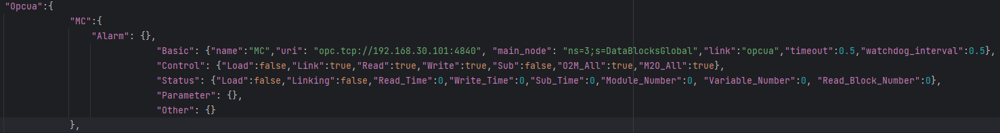 "Opcua":{
"MC":{
"Alarm": {},
"Basic": {"name":"MC","uri": "opc.tcp://192.168.30.101:4840", "main_node": "ns=3;s=DataBlocksGlobal","link":"opcua","timeout":0.5,"watchdog_interval":0.5},
"Control": {"Load":false,"Link":true,"Read":true,"Write":true,"Sub":false,"O2M_All":true,"M2O_All":true},
"Status": {"Load":false,"Linking":false,"Read_Time":0,"Write_Time":0,"Sub_Time":0,"Module_Number":0, "Variable_Number":0, "Read_Block_Number":0},
"Parameter": {},
"Other": {}
},